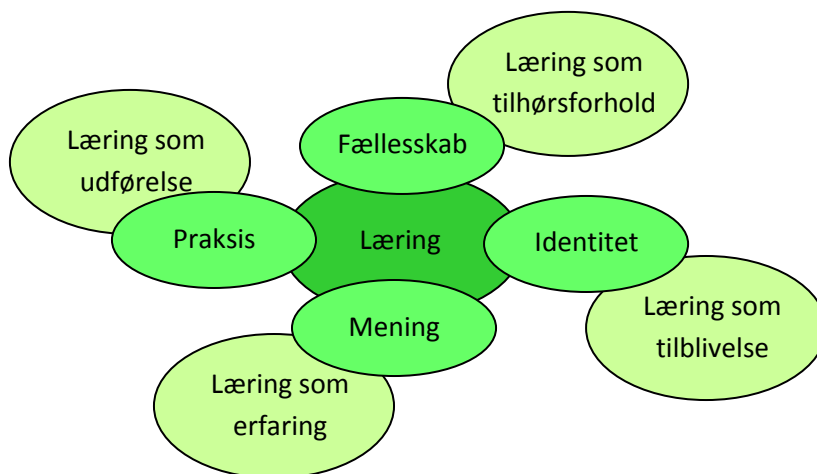 Læring som
tilhørsforhold
Læring som
udførelse
Fællesskab
Praksis
Læring
Identitet
Mening
Læring som
tilblivelse
Læring som
erfaring